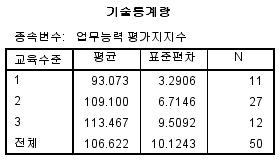 기술통계량
종속변수: 업무능력 평가지지수
교육수준 평균 표준편차 N
1 93.073 3.2906 11
2 109.100 6.7146 27
3 113.467 9.5092 12
전체 106.622 10.1243 50